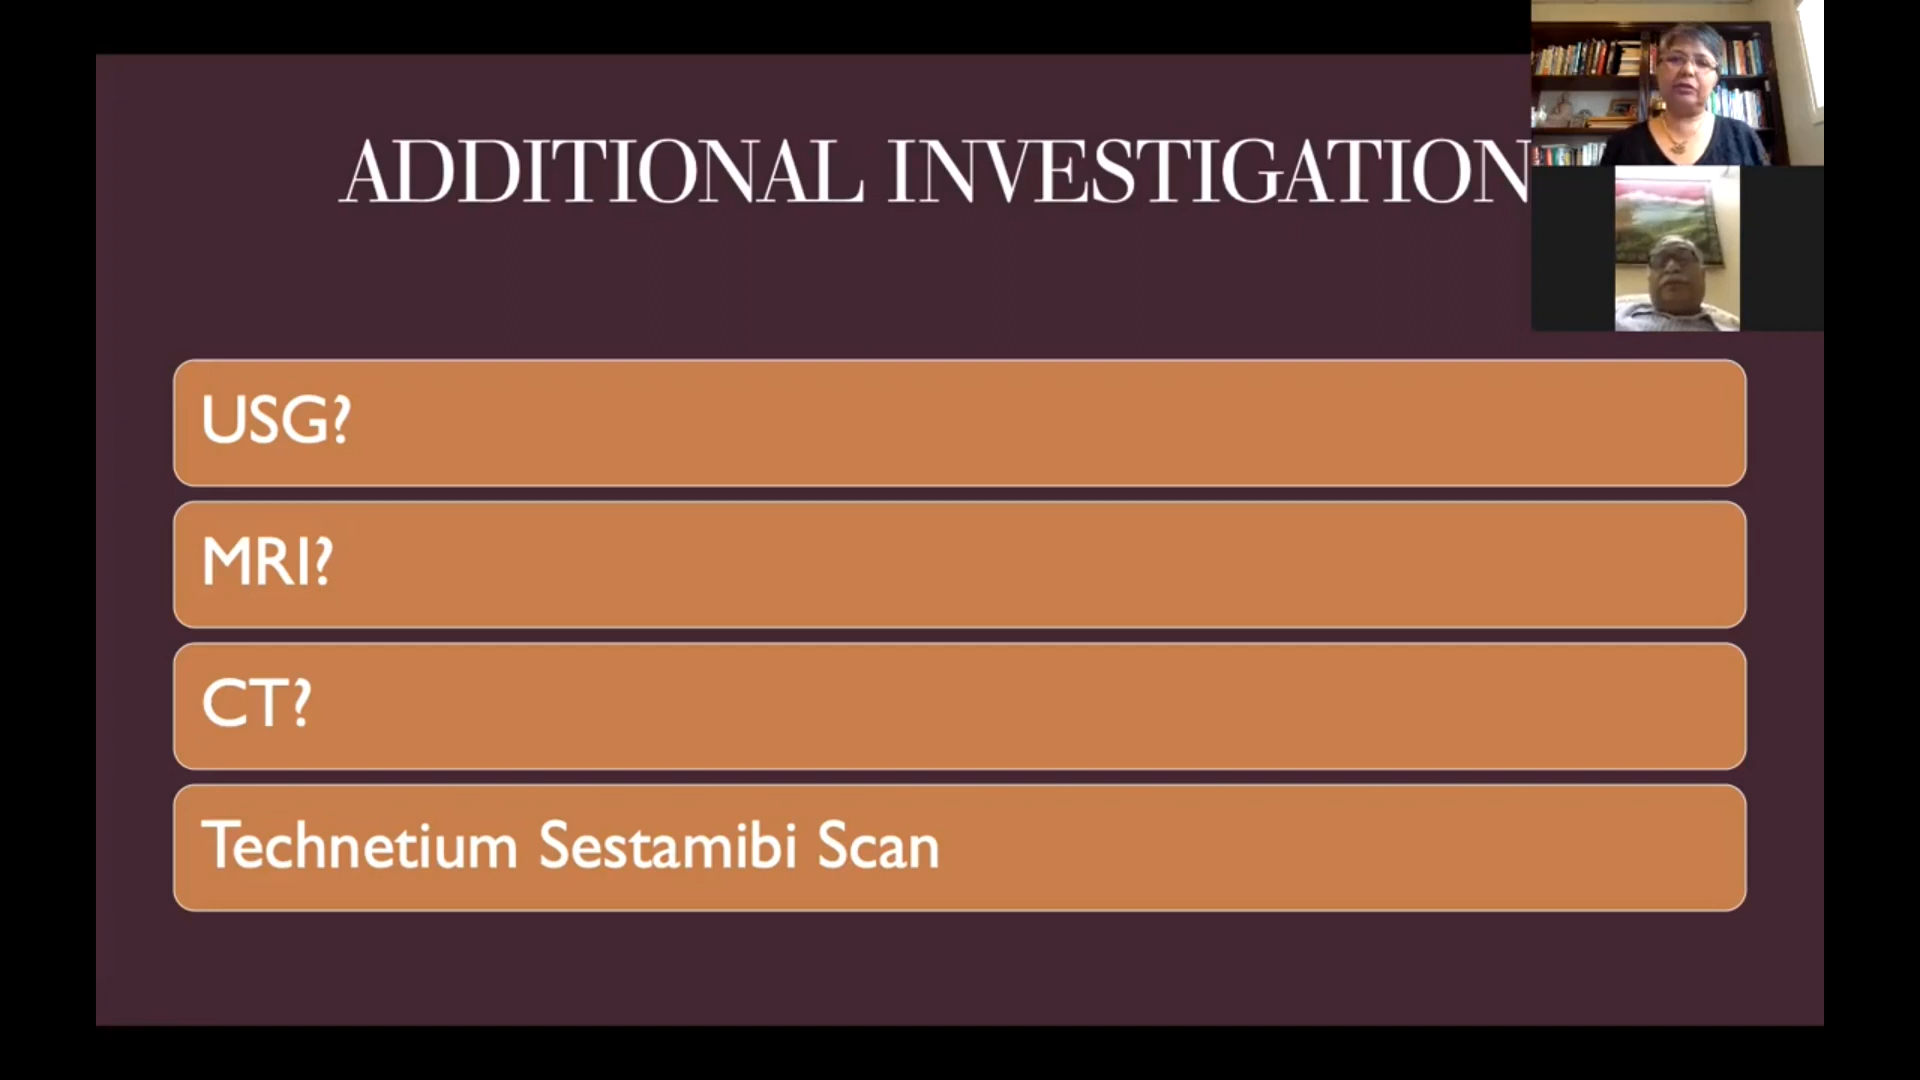 ADDITIONAL INVESTIGATION
USG?
MRI?
CT?
Technetium Sestamibi Scan